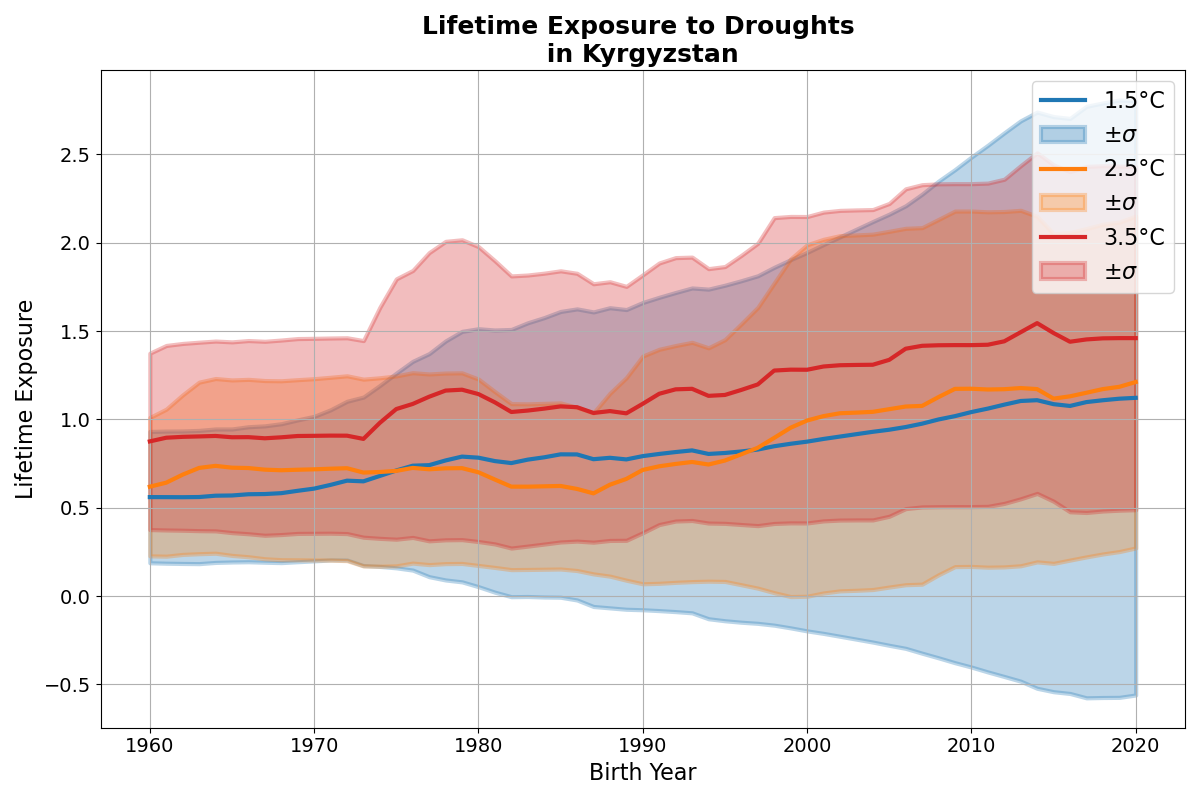 Lifetime Exposure to Droughts
in Kyrgyzstan
Lifetime Exposure
2.5
2.0
1.5
1.0
0.5
0.0
−0.5
1960
1970
1980
1990
2000
2010
2020
Birth Year
1.5°C
±σ
2.5°C
±σ
3.5°C
±σ